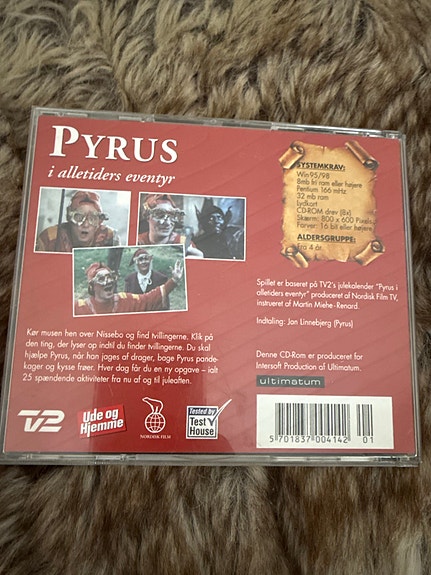 PYRUS
i alletiders eventyr
Kør musen hen over Nissebo og find tvillingerne. Klik på
den ting, der lyser op indtil du finder tvillingerne. Du skal
hjælpe Pyrus, når han jages af drager, bage Pyrus pande-
kager og kysse frøer. Hver dag får du en ny opgave – ialt
25 spændende aktiviteter fra nu af og til juleaften.
SYSTEMKRAV:
Win95/98
8mb fri ram eller højere
Pentium 166 mHz
32 mb ram
Lydkort
CD-ROM drev (8x)
Skærm: 800 x 600 Pixels
Farver: 16 bit eller højere
ALDERSGRUPPE:
Fra 4 år
Spillet er baseret på TV2's julekalender "Pyrus i
alletiders eventyr" produceret af Nordisk Film TV,
instrueret af Martin Miehe-Renard.
Indtaling: Jan Linnebjerg (Pyrus)
Denne CD-Rom er produceret for
Intersoft Production af Ultimatum.
ultimatum
TV2
Ude og
Hjemme
NORDISK FILM
Tested by
Test
House
5 701837 004142 01